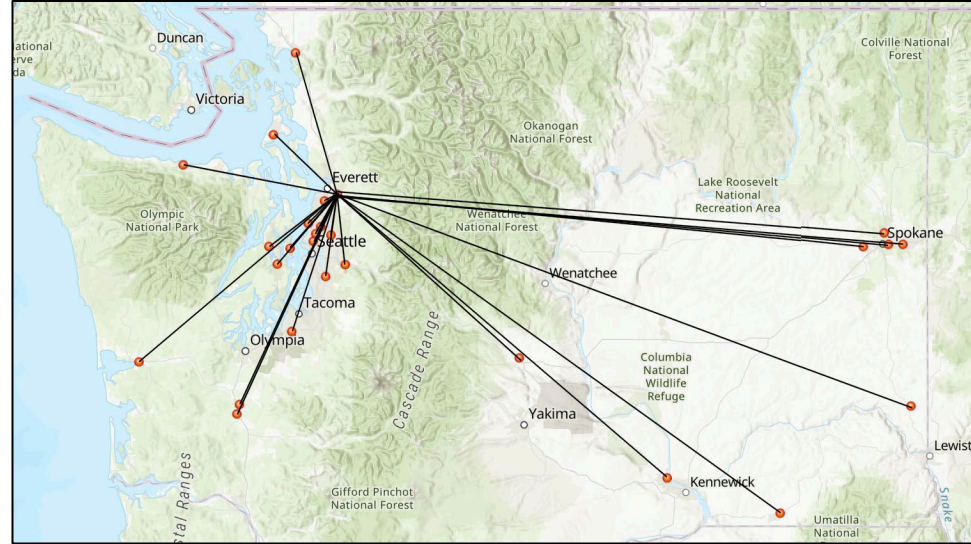 Duncan
ational
erve
da
Victoria
Colville National
Forest
Okanogan
National Forest
Everett
Lake Roosevelt
National
Recreation Area
Olympic
National Park
Wenatchee
National Forest
Spokane
Seattle
Wenatchee
Tacoma
Olympia
Cascade Range
Columbia
National
Wildlife
Refuge
Yakima
Lewist
Kennewick
Gifford Pinchot
National Forest
stal Ranges
Umatilla
National
Snake